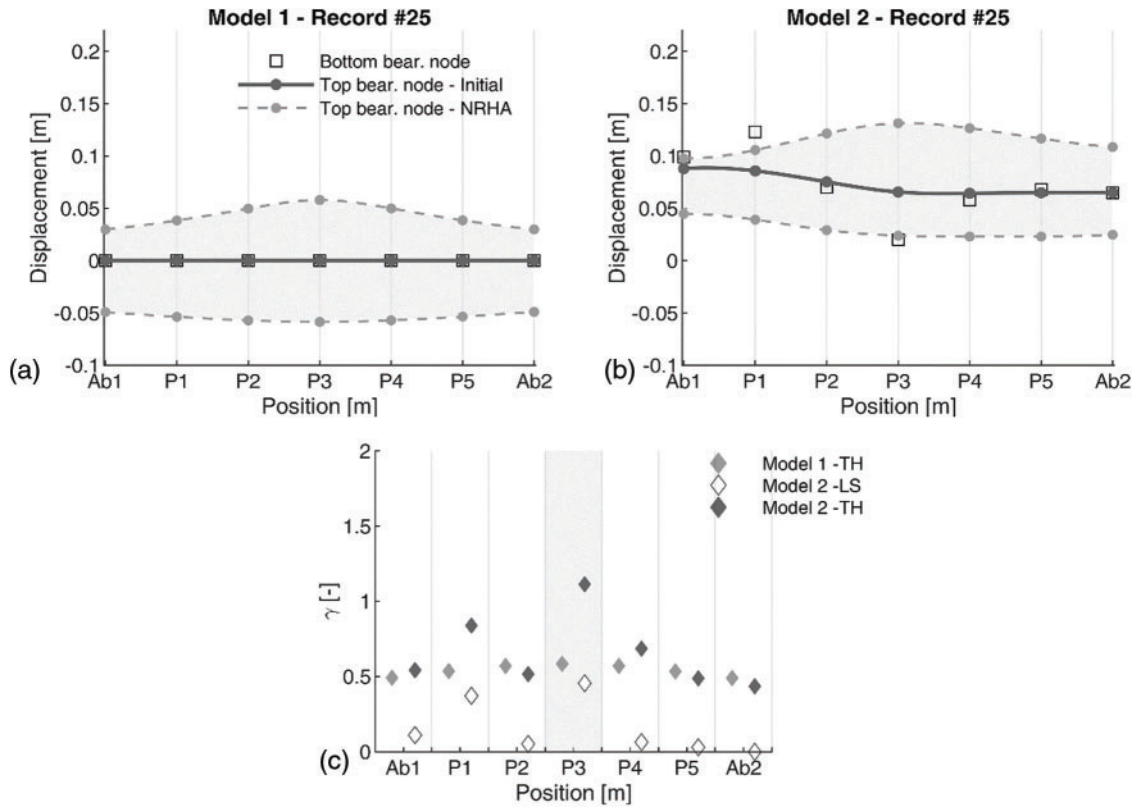 Model 1 - Record #25
0.2
0.15
0.1
0.05
0
-0.05
-0.1
Displacement [m]
Bottom bear. node
Top bear. node - Initial
Top bear. node - NRHA
Ab1 P1 P2 P3 P4 P5 Ab2
Position [m]
(a)
Model 2 - Record #25
0.2
0.15
0.1
0.05
0
-0.05
-0.1
Displacement [m]
Ab1 P1 P2 P3 P4 P5 Ab2
Position [m]
(b)
2
1.5
1
0.5
0
γ [-]
Model 1 -TH
Model 2 -LS
Model 2 -TH
Ab1 P1 P2 P3 P4 P5 Ab2
Position [m]
(c)